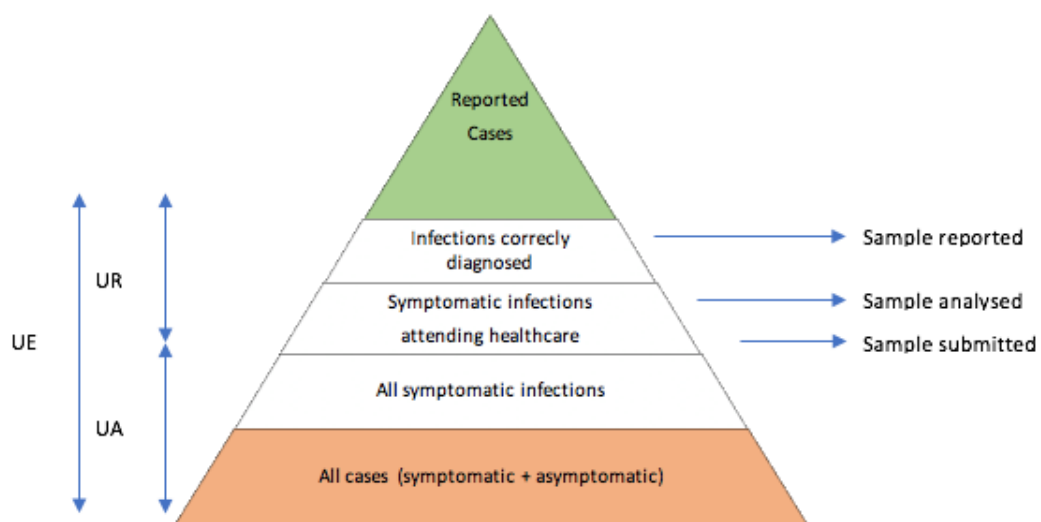 Reported
Cases
Infections correcly
diagnosed
Sample reported
UR
Symptomatic infections
attending healthcare
Sample analysed
UE
Sample submitted
All symptomatic infections
UA
All cases (symptomatic + asymptomatic)